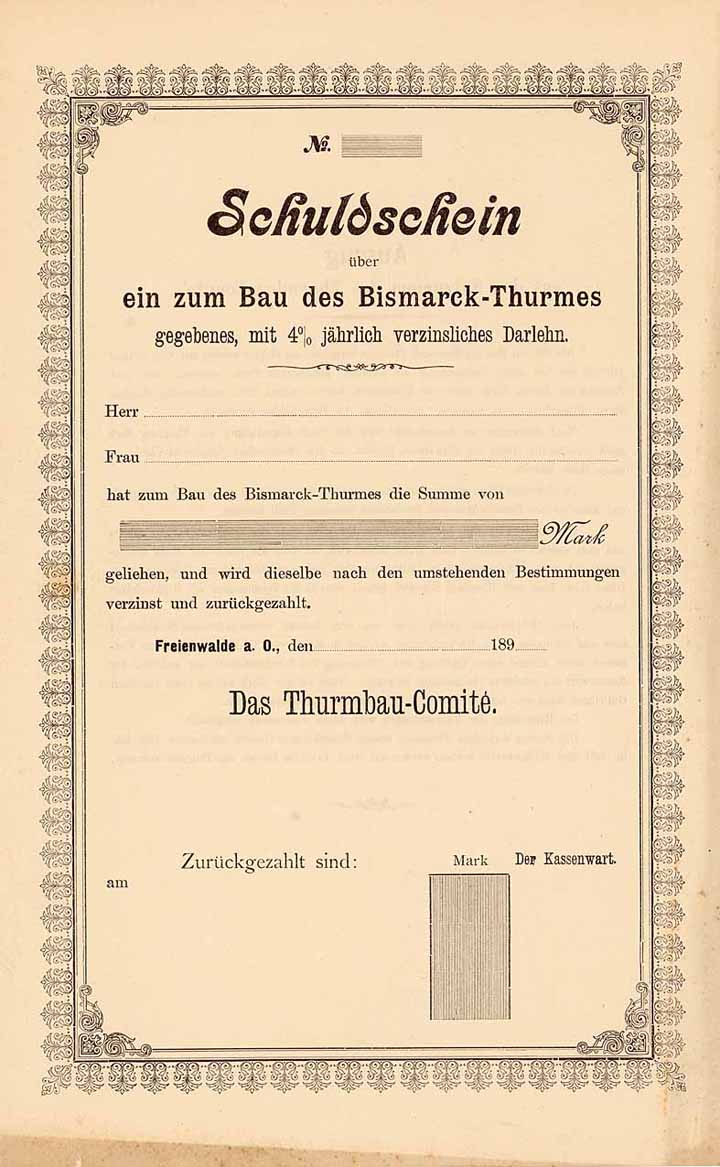 №.
Schuldschein
über
ein zum Bau des Bismarck-Thurmes
gegebenes, mit 4% jährlich verzinsliches Darlehn.
Herr
Frau
hat zum Bau des Bismarck-Thurmes die Summe von
Mark
geliehen, und wird dieselbe nach den umstehenden Bestimmungen
verzinst und zurückgezahlt.
Freienwalde a. O., den 189
Das Thurmbau-Comité.
Zurückgezahlt sind: Mark Der Kassenwart.
am